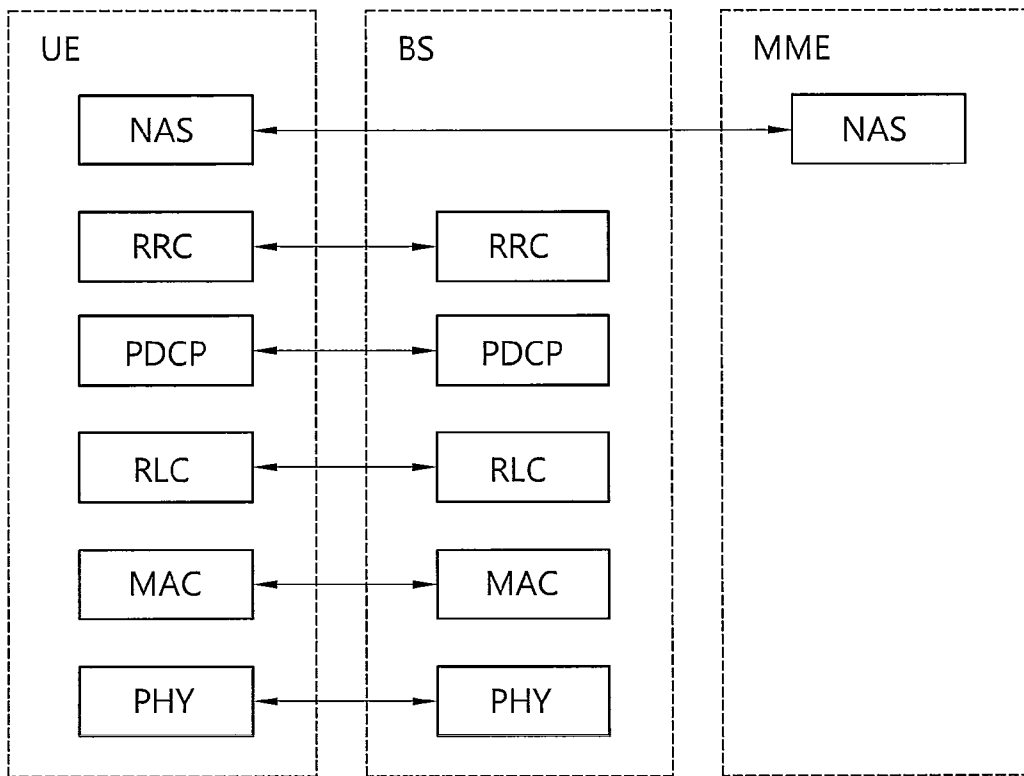 UE BS MME
NAS NAS
RRC RRC
PDCP PDCP
RLC RLC
MAC MAC
PHY PHY